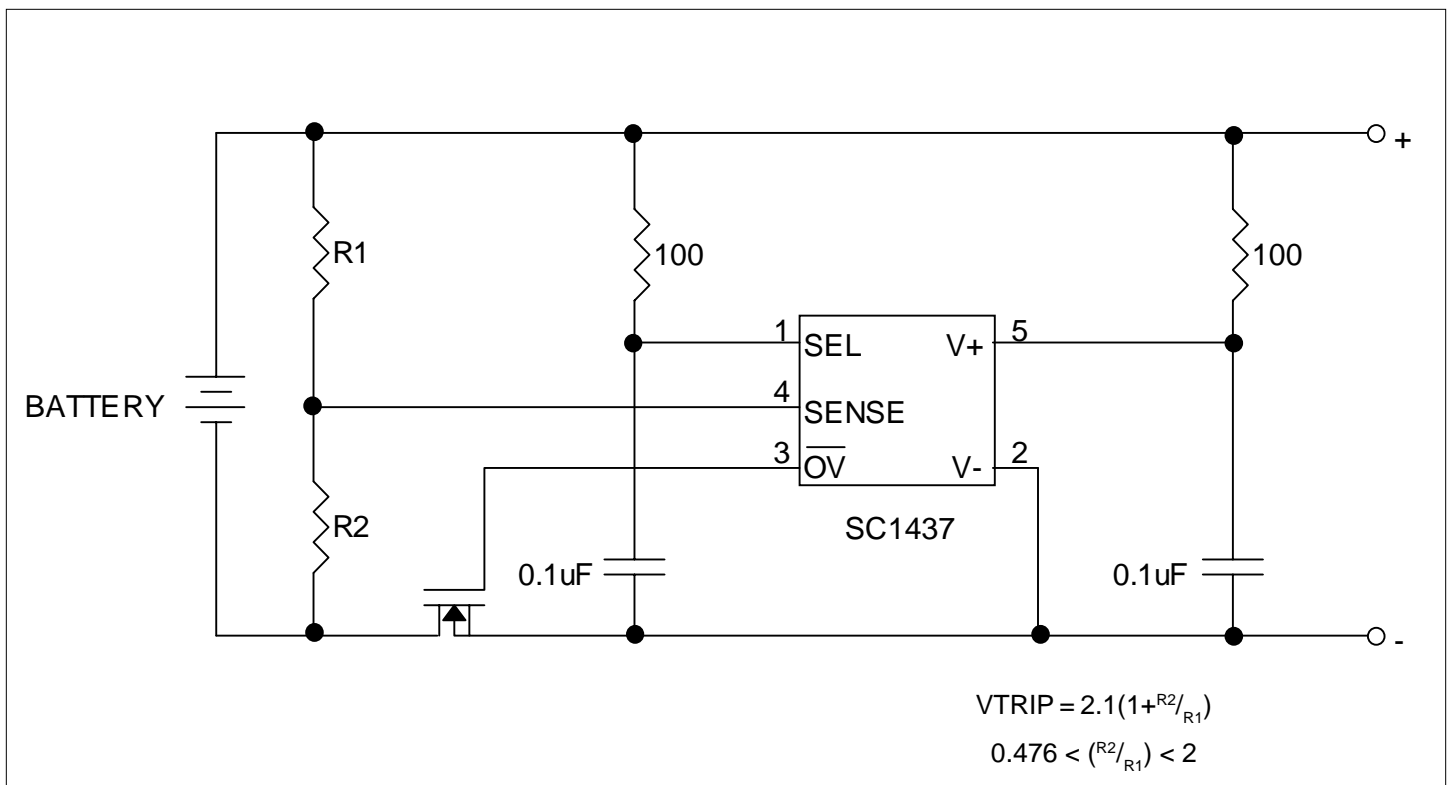 +
R1
100
100
1
SEL
V+
5
BATTERY
4
SENSE
3
OV
V-
2
R2
SC1437
0.1uF
0.1uF
-
VTRIP = 2.1(1+R2/R1)
0.476 < (R2/R1) < 2